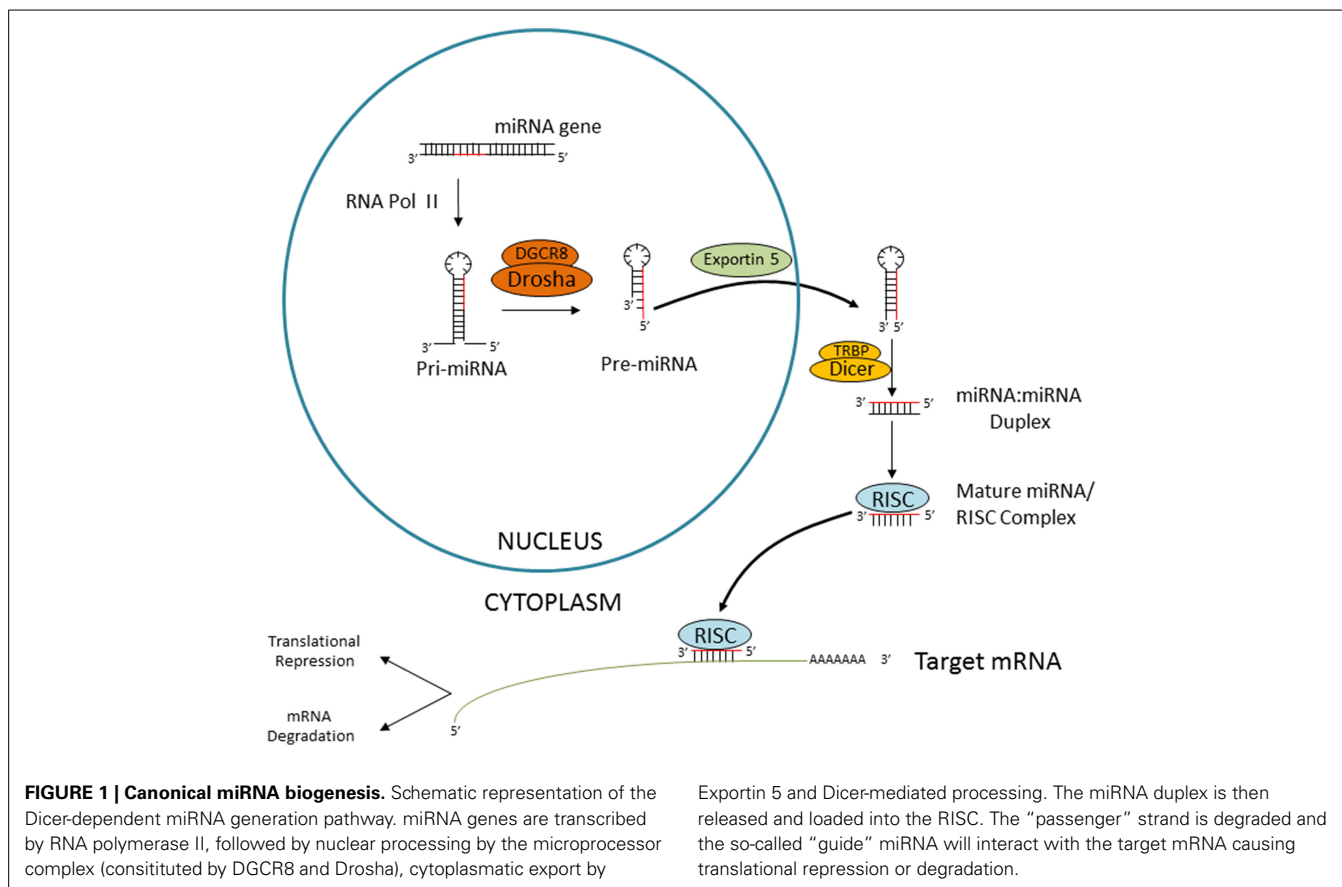 miRNA gene
3’ 5’
RNA Pol II
DGCR8
Drosha
Exportin 5
3’
5’
3’ 5’
3’ 5’
Pri-miRNA
Pre-miRNA
TRBP
Dicer
3’ 5’
miRNA:miRNA
Duplex
RISC
3’ 5’
Mature miRNA/
RISC Complex
NUCLEUS
CYTOPLASM
RISC
3’ 5’
AAAAAAA 3’
Target mRNA
Translational
Repression
mRNA
Degradation
5’
FIGURE 1 | Canonical miRNA biogenesis. Schematic representation of the
Dicer-dependent miRNA generation pathway. miRNA genes are transcribed
by RNA polymerase II, followed by nuclear processing by the microprocessor
complex (consitituted by DGCR8 and Drosha), cytoplasmatic export by
Exportin 5 and Dicer-mediated processing. The miRNA duplex is then
released and loaded into the RISC. The “passenger” strand is degraded and
the so-called “guide” miRNA will interact with the target mRNA causing
translational repression or degradation.